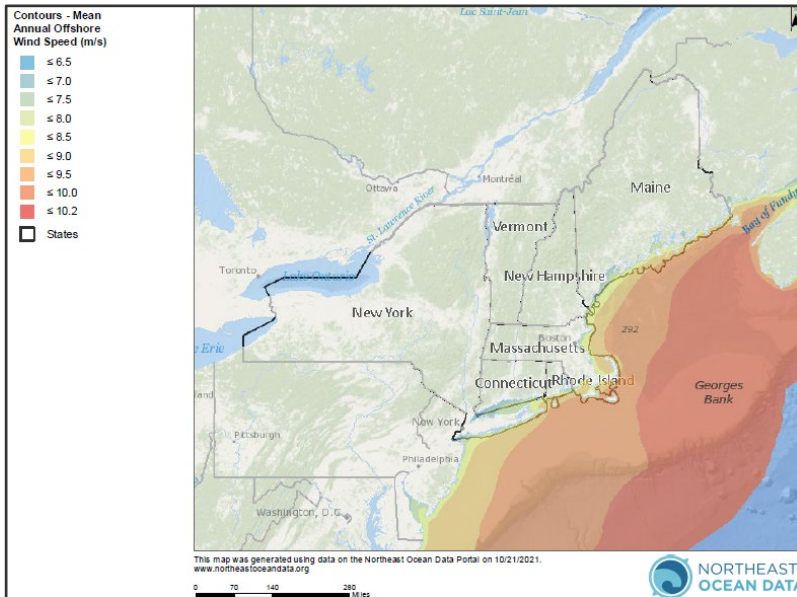 Contours - Mean
Annual Offshore
Wind Speed (m/s)
≤ 6.5
≤ 7.0
≤ 7.5
≤ 8.0
≤ 8.5
≤ 9.0
≤ 9.5
≤ 10.0
≤ 10.2
States
Luc Saint-Jean
Ottawa
Montréal
Maine
St. Lawrence River
Vermont
Bay of Fundy
Toronto
Lake Ontario
New Hampshire
New York
292
Boston
e Erie
Massachusetts
Connecticut
Rhode Island
Georges
Bank
land
New York
Pittsburgh
Philadelphia
Washington, D.C.
This map was generated using data on the Northeast Ocean Data Portal on 10/21/2021.
www.northeastoceandata.org
0 70 140 280
Miles
NORTHEAST
OCEAN DATA